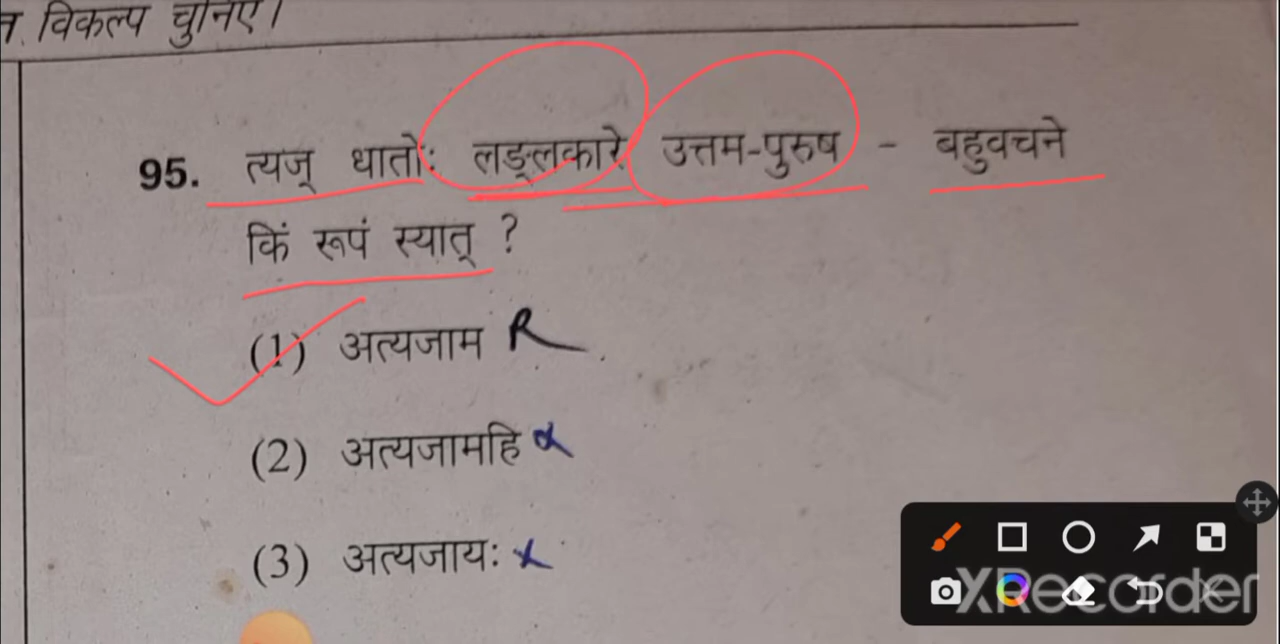 न. विकल्प चुनिए।
95. त्यज् धातोः लङ्लकारे उत्तम-पुरुष - बहुवचने
किं रूपं स्यात् ?
(1) अत्यजाम R
(2) अत्यजामहि
(3) अत्यजायः x
XRecorder